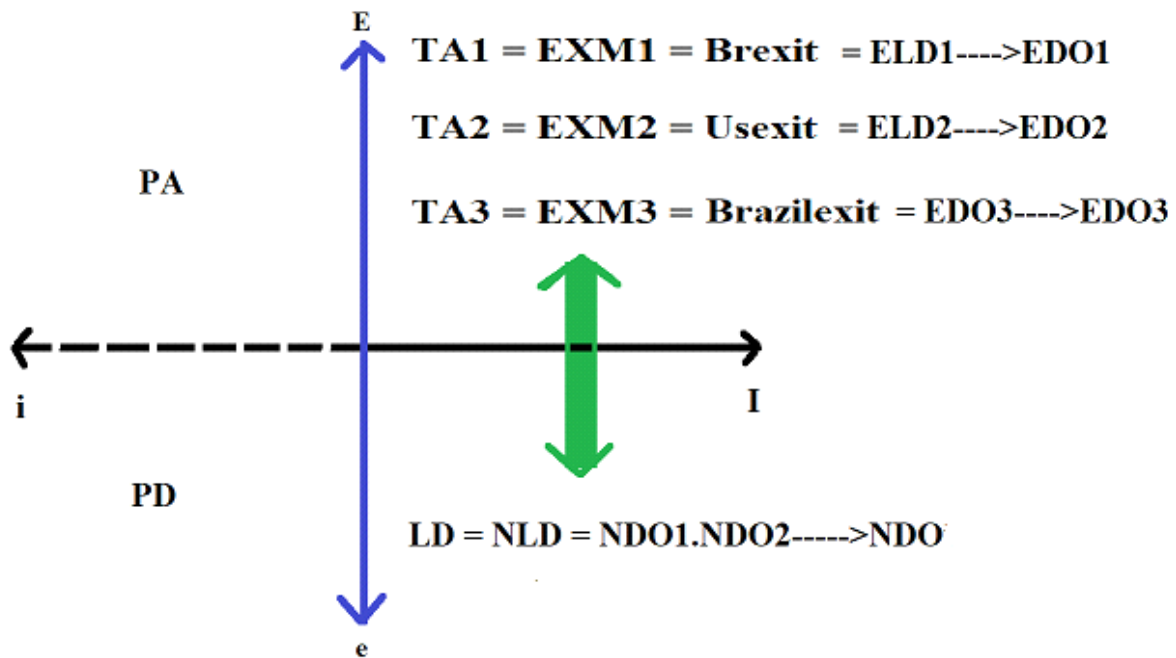 E
TA1 = EXM1 = Brexit = ELD1---->EDO1
TA2 = EXM2 = Usexit = ELD2---->EDO2
PA
TA3 = EXM3 = Brazilexit = EDO3---->EDO3
i
I
PD
LD = NLD = NDO1.NDO2----->NDO
e